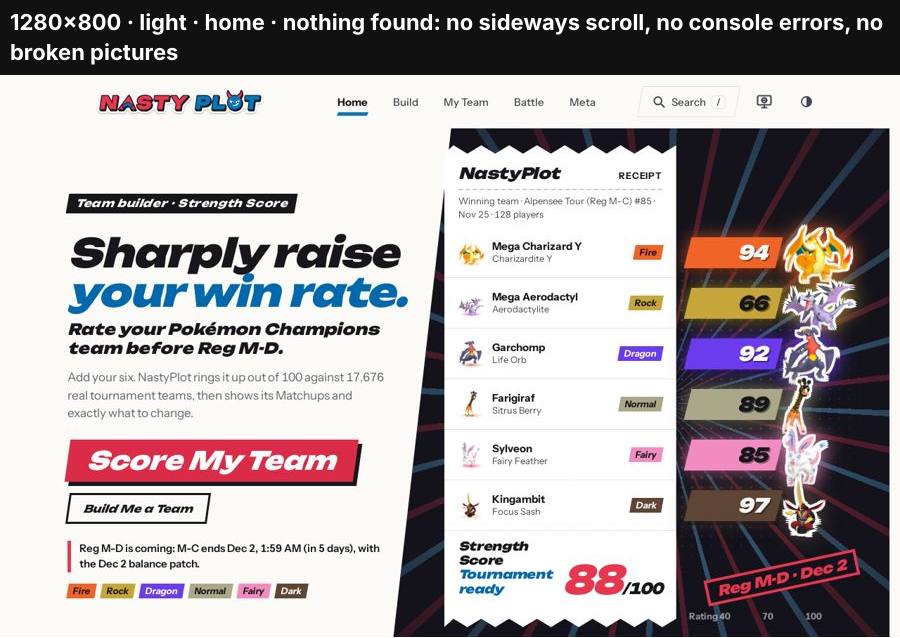 1280×800 · light · home · nothing found: no sideways scroll, no console errors, no
broken pictures
NASTY PLOT
Home
Build
My Team
Battle
Meta
Search /
Team builder · Strength Score
Sharply raise
your win rate.
Rate your Pokémon Champions
team before Reg M-D.
Add your six. NastyPlot rings it up out of 100 against 17,676
real tournament teams, then shows its Matchups and
exactly what to change.
Score My Team
Build Me a Team
Reg M-D is coming: M-C ends Dec 2, 1:59 AM (in 5 days), with
the Dec 2 balance patch.
Fire Rock Dragon Normal Fairy Dark
NastyPlot RECEIPT
Winning team · Alpensee Tour (Reg M-C) #85 ·
Nov 25 · 128 players
Mega Charizard Y
Charizardite Y
Fire
94
Mega Aerodactyl
Aerodactylite
Rock
66
Garchomp
Life Orb
Dragon
92
Farigiraf
Sitrus Berry
Normal
89
Sylveon
Fairy Feather
Fairy
85
Kingambit
Focus Sash
Dark
97
Strength
Score
Tournament
ready
88/100
Reg M-D · Dec 2
Rating 40 70 100